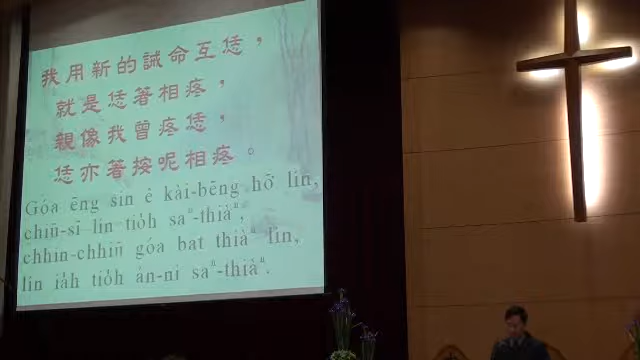 我用新的誡命互恁，
就是恁著相疼，
親像我曾疼恁，
恁亦著按呢相疼。
Góa ēng sin ê kài-bēng hō͘ lín,
chiū-sī lín tio̍h saⁿ-thiàⁿ,
chhin-chhiūⁿ góa bat thiàⁿ lín,
lín ia̍h tio̍h án-ni saⁿ-thiàⁿ.